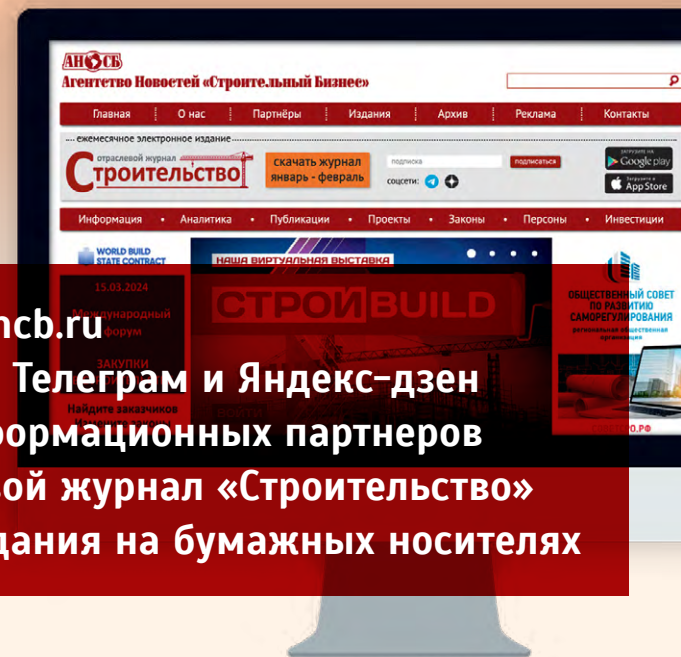 АНСБ
Агентство Новостей «Строительный Бизнес»
Главная О нас Партнёры Издания Архив Реклама Контакты
ежемесячное электронное издание
отраслевой журнал
Строительство
скачать журнал
январь - февраль
подписка
подписаться
соцсети:
ЗАГРУЗИТЕ НА
Google play
Загрузите в
App Store
Информация • Аналитика • Публикации • Проекты • Законы • Персоны • Инвестиции
WORLD BUILD
STATE CONTRACT
15.03.2024
Международный
форум
ЗАКУПКИ
Найдите заказчиков
НАША ВИРТУАЛЬНАЯ ВЫСТАВКА
СТРОЙBUILD
ОБЩЕСТВЕННЫЙ СОВЕТ
ПО РАЗВИТИЮ
САМОРЕГУЛИРОВАНИЯ
региональная общественная
организация
ncb.ru
Телеграм и Яндекс-дзен
формационных партнеров
вой журнал «Строительство»
дания на бумажных носителях